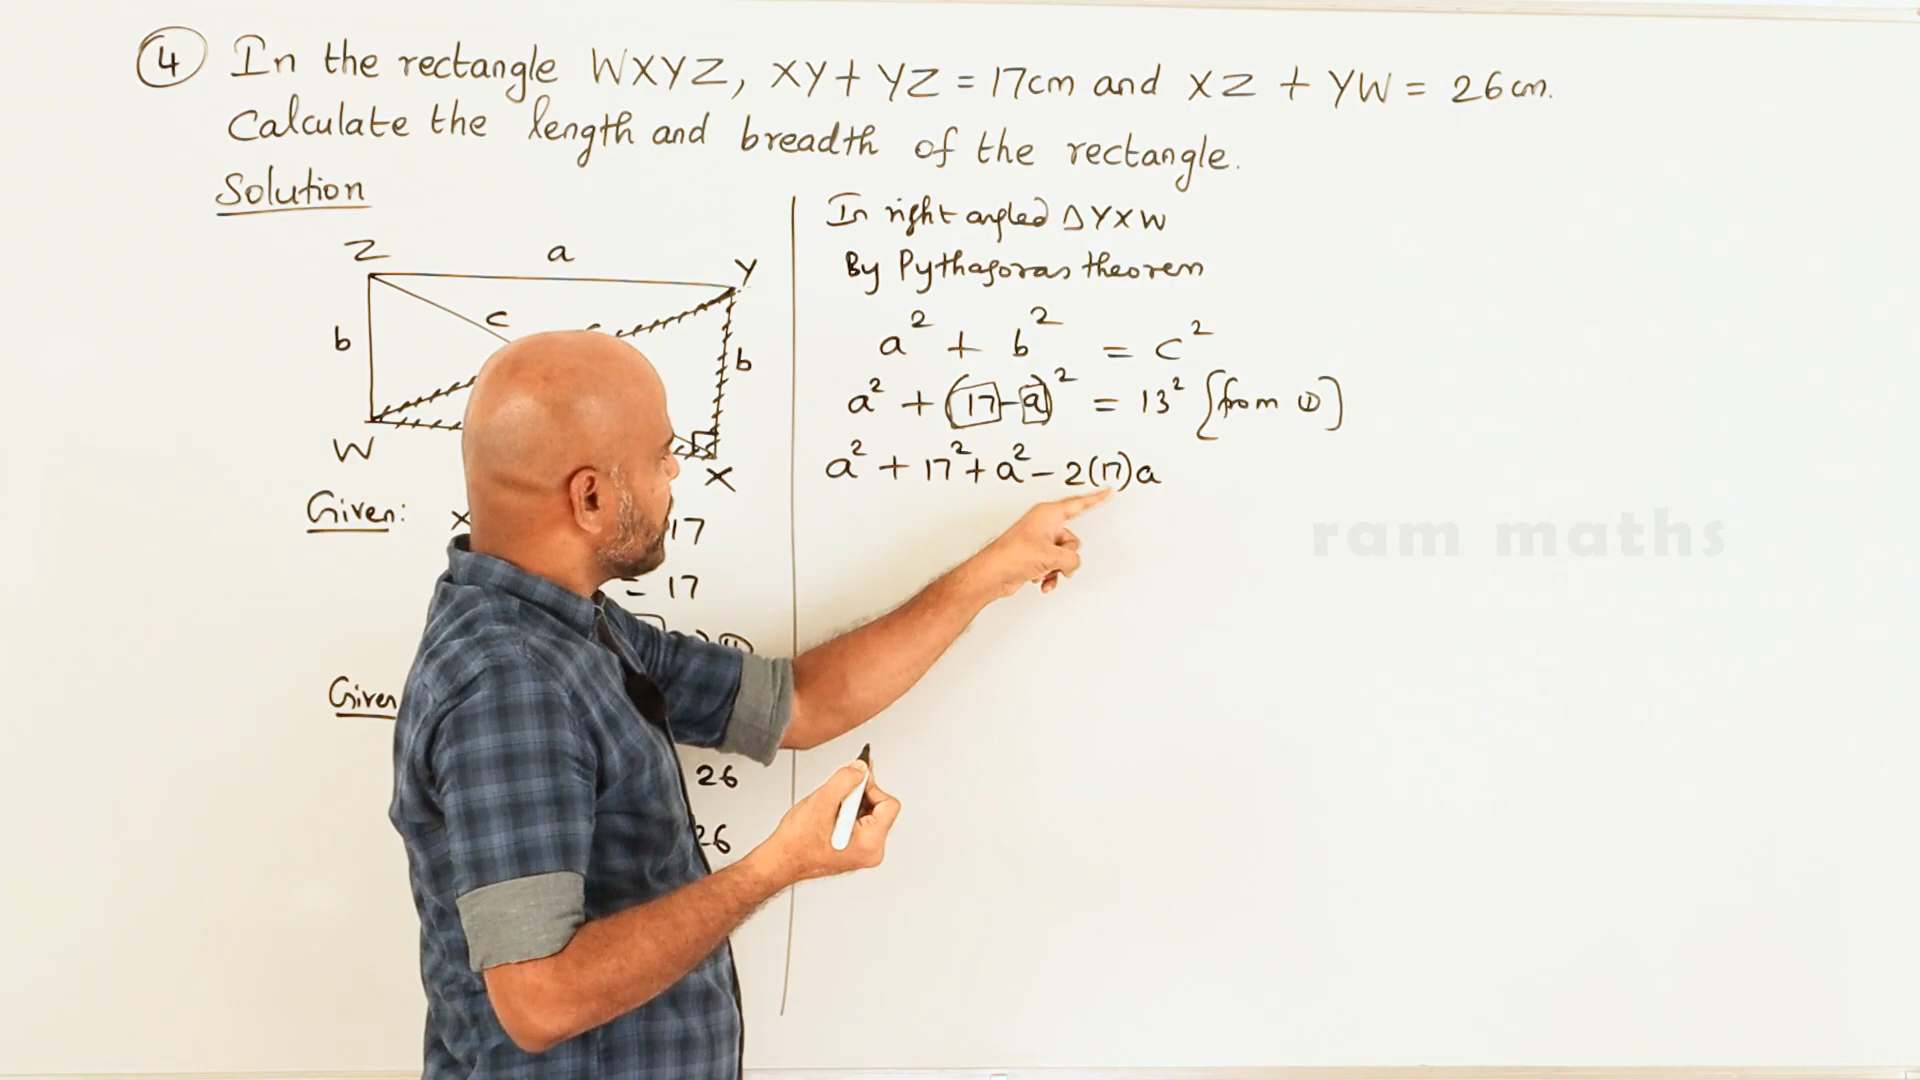 4 In the rectangle WXYZ, XY + YZ = 17cm and XZ + YW = 26cm.
Calculate the length and breadth of the rectangle.
Solution
Z a Y
b c b
W X
Given: X 17
= 17
Given
26
26
In right angled Δ YXW
By Pythagoras theorem
a² + b² = c²
a² + (17-a)² = 13² [from ①]
a² + 17² + a² - 2(17)a
ram maths